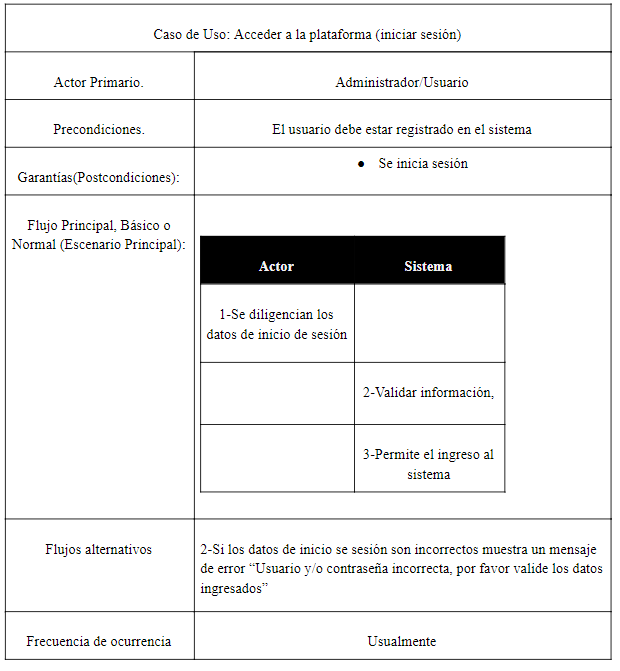 Caso de Uso: Acceder a la plataforma (iniciar sesión)
Actor Primario.
Administrador/Usuario
Precondiciones.
El usuario debe estar registrado en el sistema
Garantías(Postcondiciones):
● Se inicia sesión
Flujo Principal, Básico o
Normal (Escenario Principal):
Actor
Sistema
1-Se diligencian los
datos de inicio de sesión
2-Validar información,
3-Permite el ingreso al
sistema
Flujos alternativos
2-Si los datos de inicio se sesión son incorrectos muestra un mensaje
de error “Usuario y/o contraseña incorrecta, por favor valide los datos
ingresados”
Frecuencia de ocurrencia
Usualmente